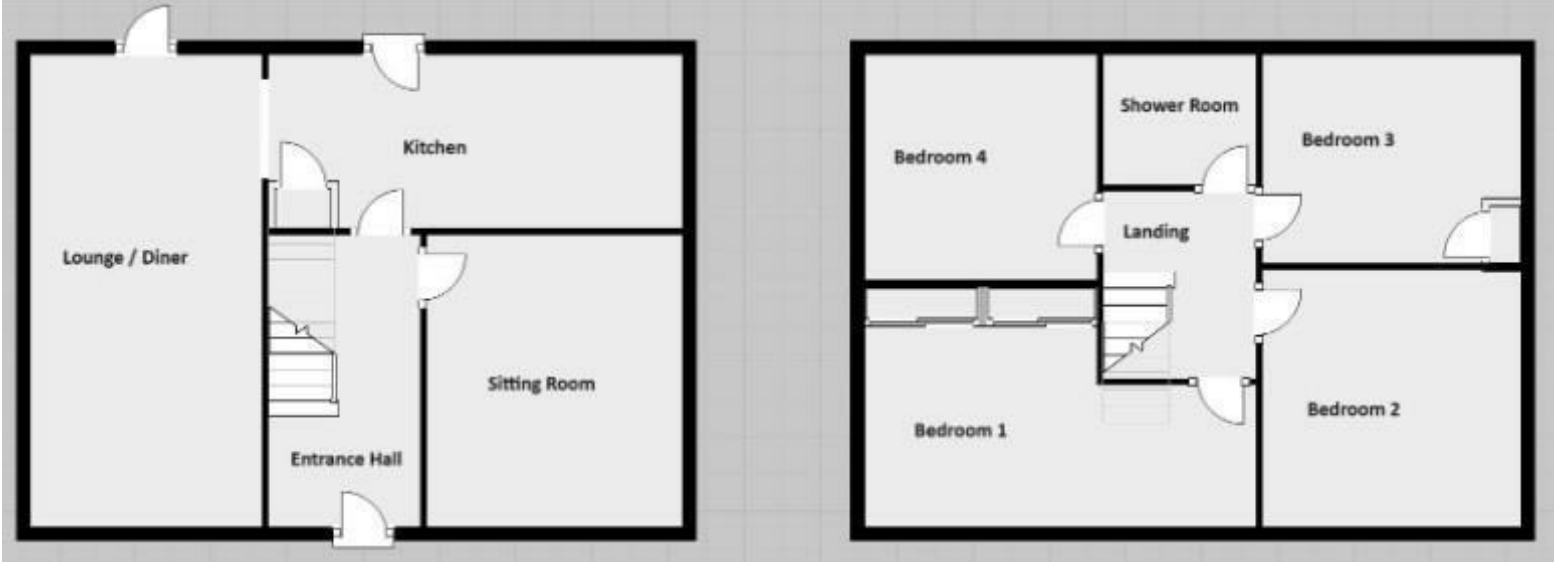 Kitchen
Lounge / Diner
Sitting Room
Entrance Hall
Shower Room
Bedroom 3
Bedroom 4
Landing
Bedroom 2
Bedroom 1